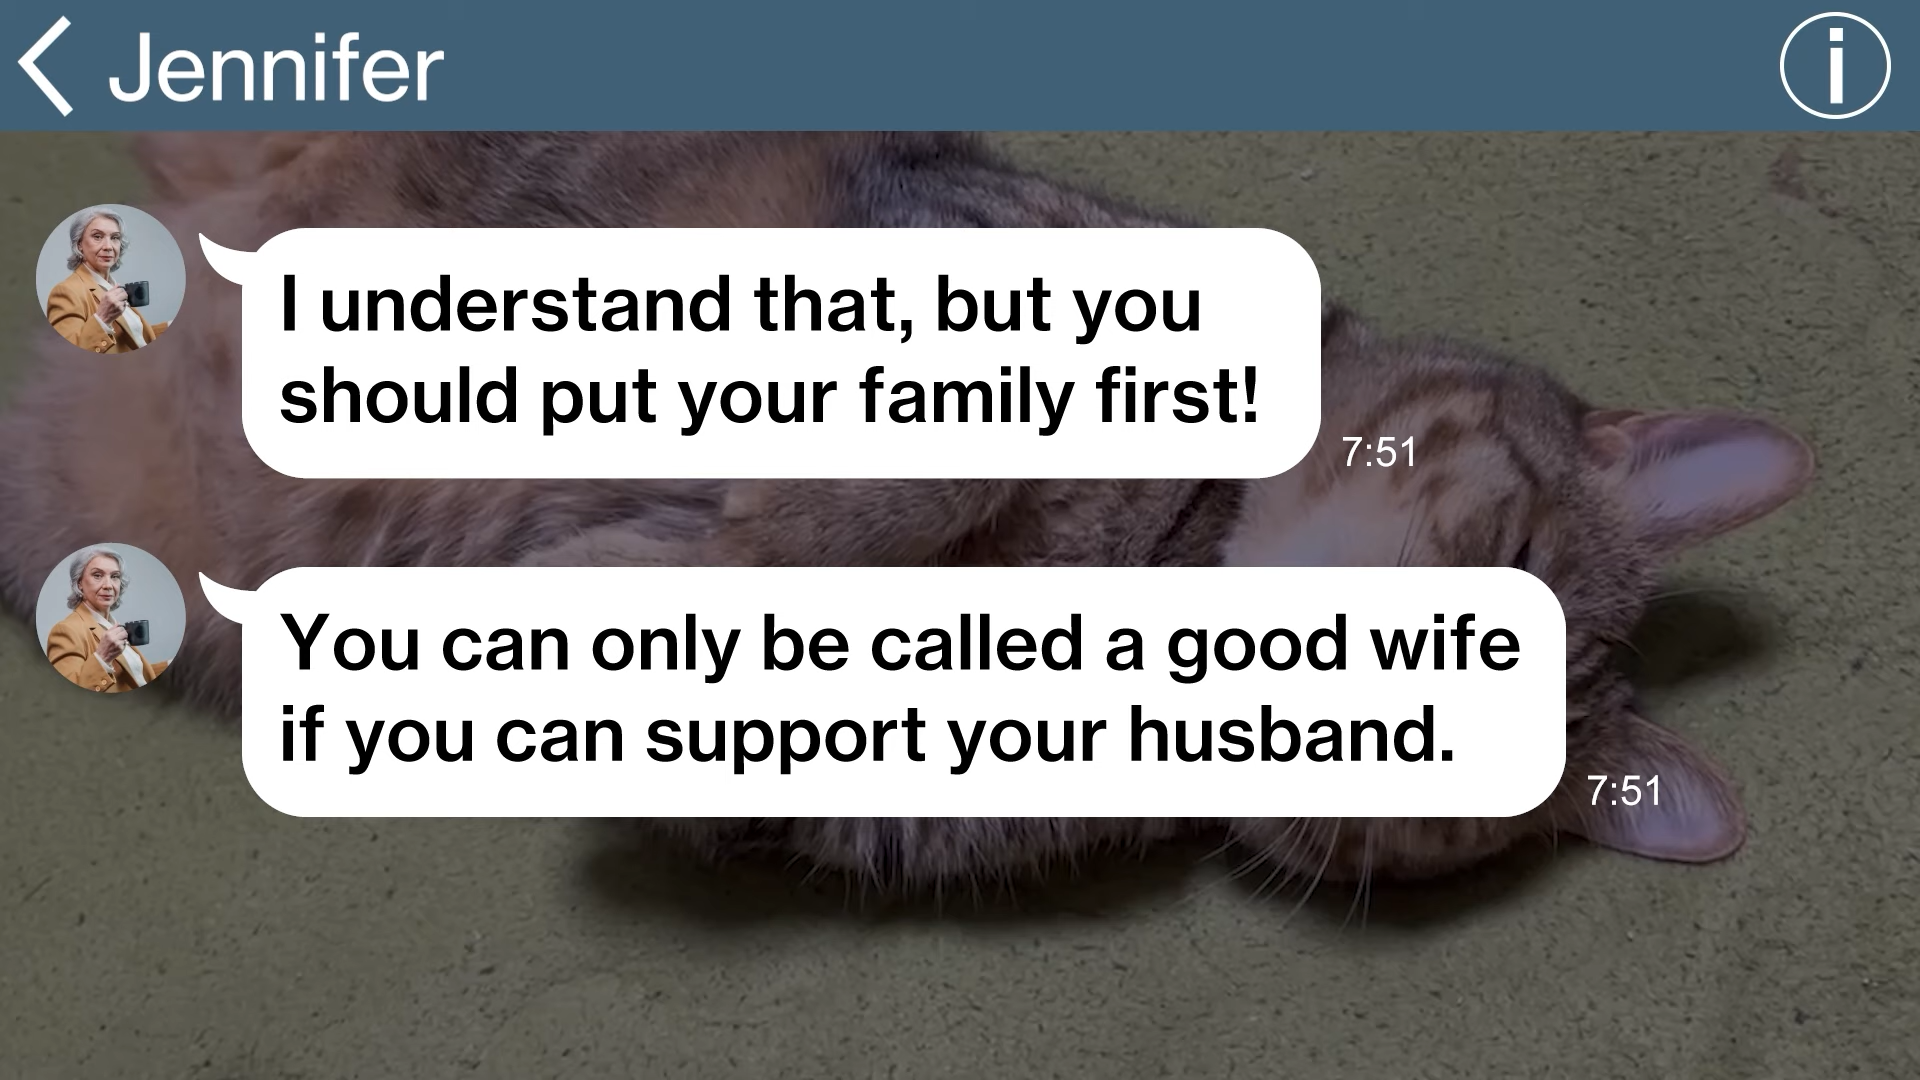 Jennifer
I understand that, but you
should put your family first!
7:51
You can only be called a good wife
if you can support your husband.
7:51